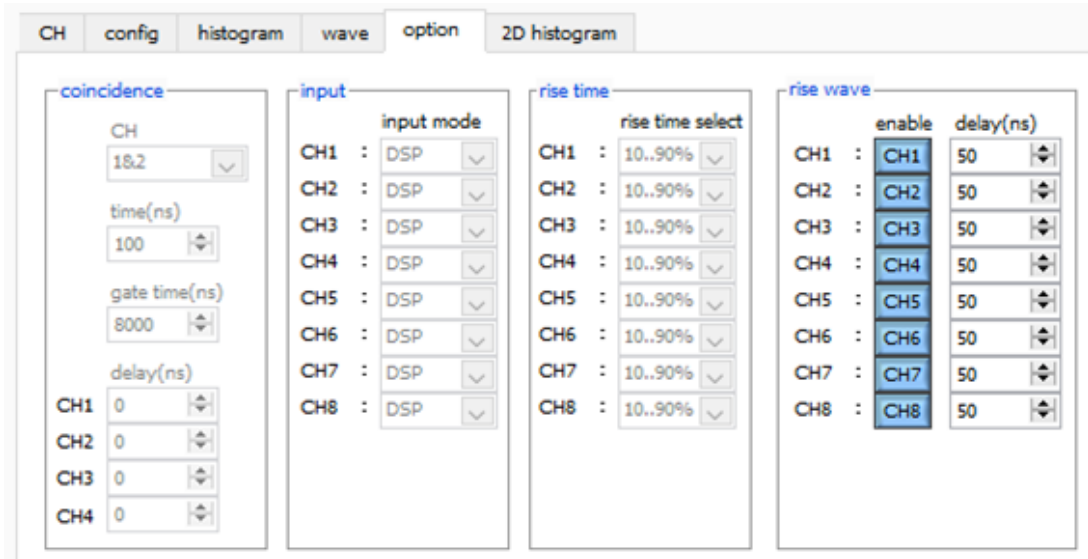 CH config histogram wave option 2D histogram
coincidence
CH
1&2
time(ns)
100
gate time(ns)
8000
delay(ns)
CH1 0
CH2 0
CH3 0
CH4 0
input
input mode
CH1 : DSP
CH2 : DSP
CH3 : DSP
CH4 : DSP
CH5 : DSP
CH6 : DSP
CH7 : DSP
CH8 : DSP
rise time
rise time select
CH1 : 10..90%
CH2 : 10..90%
CH3 : 10..90%
CH4 : 10..90%
CH5 : 10..90%
CH6 : 10..90%
CH7 : 10..90%
CH8 : 10..90%
rise wave
enable delay(ns)
CH1 : CH1 50
CH2 : CH2 50
CH3 : CH3 50
CH4 : CH4 50
CH5 : CH5 50
CH6 : CH6 50
CH7 : CH7 50
CH8 : CH8 50